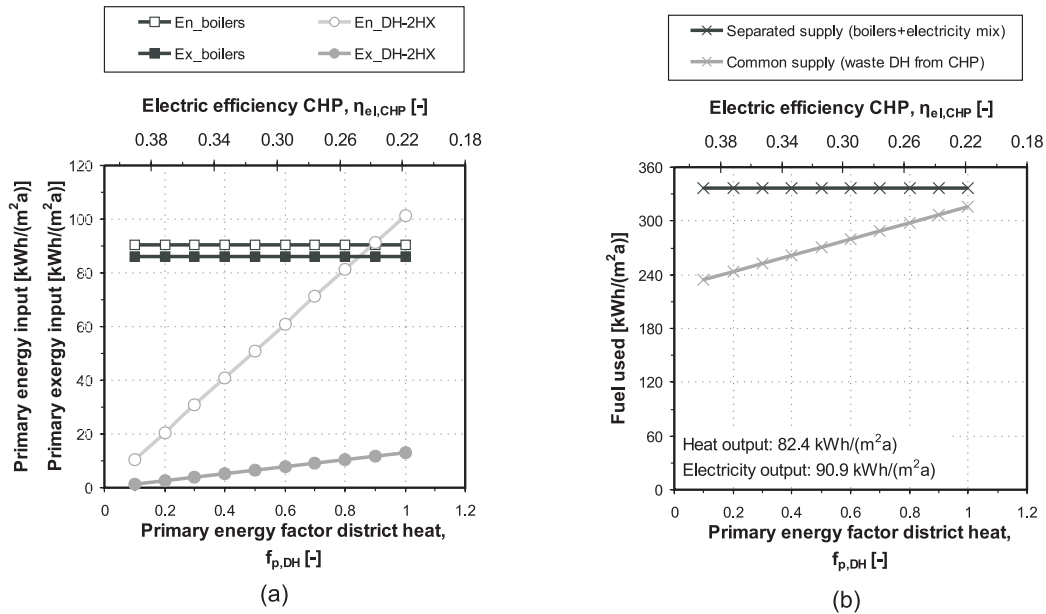 En_boilers
En_DH-2HX
Ex_boilers
Ex_DH-2HX
Electric efficiency CHP, ηel,CHP [-]
0.38 0.34 0.30 0.26 0.22 0.18
Primary energy input [kWh/(m²a)]
Primary exergy input [kWh/(m²a)]
120
100
80
60
40
20
0
0 0.2 0.4 0.6 0.8 1 1.2
Primary energy factor district heat,
fp,DH [-]
(a)
Separated supply (boilers+electricity mix)
Common supply (waste DH from CHP)
Electric efficiency CHP, ηel,CHP [-]
0.38 0.34 0.30 0.26 0.22 0.18
Fuel used [kWh/(m²a)]
360
300
240
180
120
60
0
Heat output: 82.4 kWh/(m²a)
Electricity output: 90.9 kWh/(m²a)
0 0.2 0.4 0.6 0.8 1 1.2
Primary energy factor district heat,
fp,DH [-]
(b)